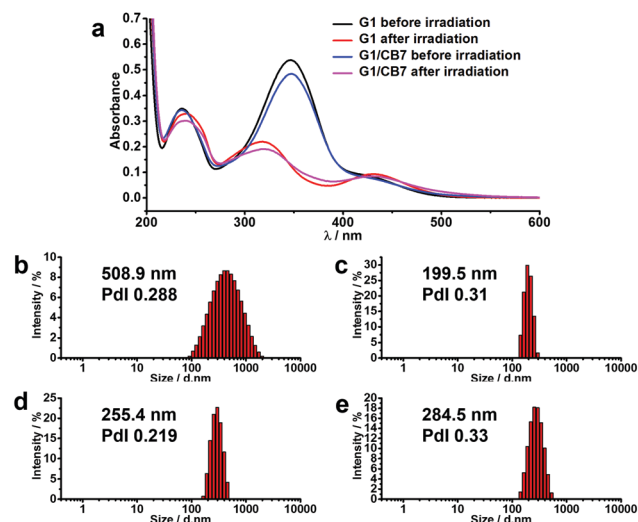 a
G1 before irradiation
G1 after irradiation
G1/CB7 before irradiation
G1/CB7 after irradiation
Absorbance
0.7
0.6
0.5
0.4
0.3
0.2
0.1
0.0
200 300 400 500 600
λ / nm
b
508.9 nm
PdI 0.288
Intensity / %
10
8
6
4
2
0
1 10 100 1000 10000
Size / d.nm
c
199.5 nm
PdI 0.31
Intensity / %
30
25
20
15
10
5
0
1 10 100 1000 10000
Size / d.nm
d
255.4 nm
PdI 0.219
Intensity / %
25
20
15
10
5
0
1 10 100 1000 10000
Size / d.nm
e
284.5 nm
PdI 0.33
Intensity / %
20
16
12
8
4
0
1 10 100 1000 10000
Size / d.nm